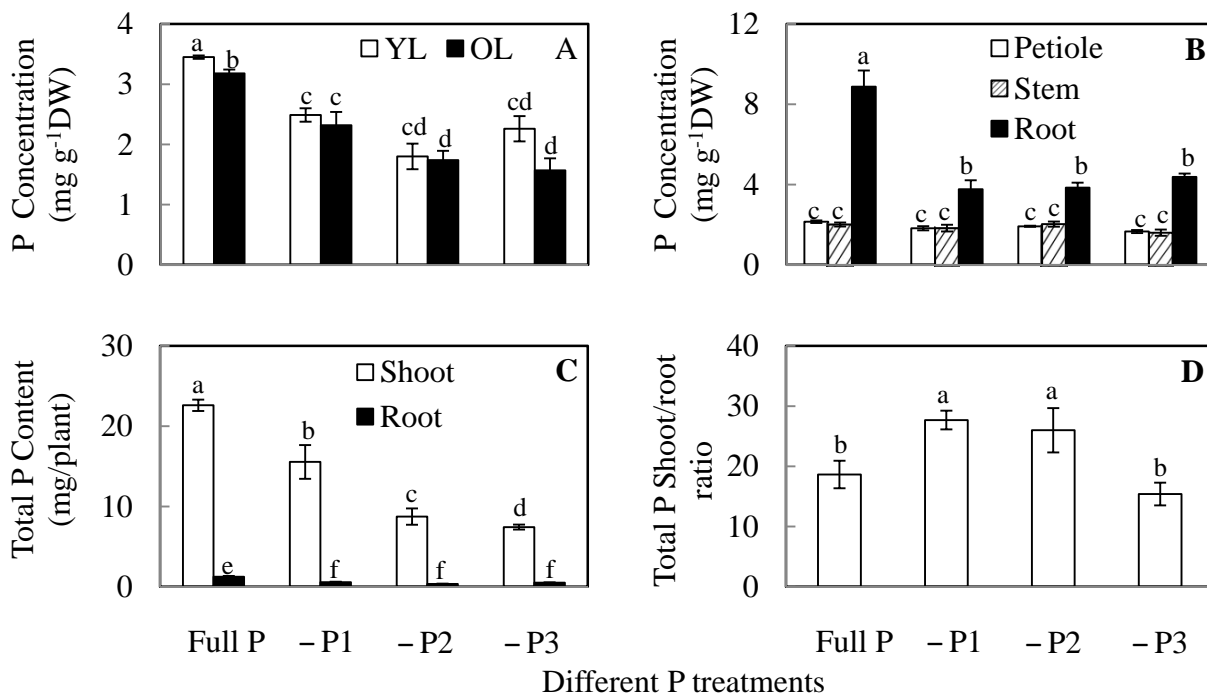 P Concentration
(mg g⁻¹DW)
4
3
2
1
0
YL OL
A
a b
c c
cd d
cd d
P Concentration
(mg g⁻¹DW)
12
8
4
0
B
Petiole
Stem
Root
a
c c
c c b
c c b
c c b
Total P Content
(mg/plant)
30
20
10
0
C
Shoot
Root
a
e
b
f
c
f
d
f
Full P –P1 –P2 –P3
Total P Shoot/root
ratio
40
30
20
10
0
D
b
a
a
b
Full P –P1 –P2 –P3
Different P treatments